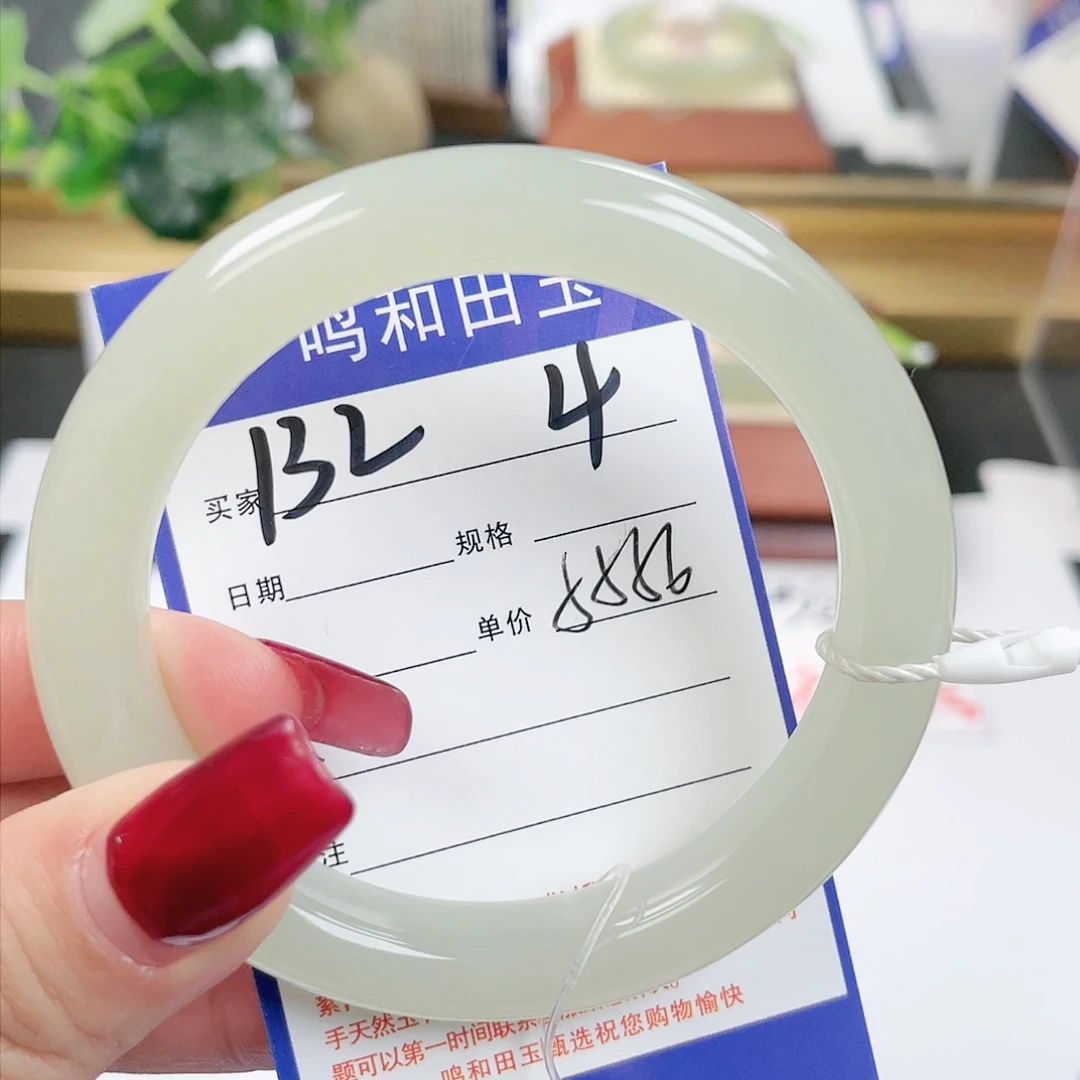 鸣和田玉
BL 4
买家
规格
日期
单价 8886
注
手天然玉
题可以第一时间联系
鸣和田玉甄选祝您购物愉快